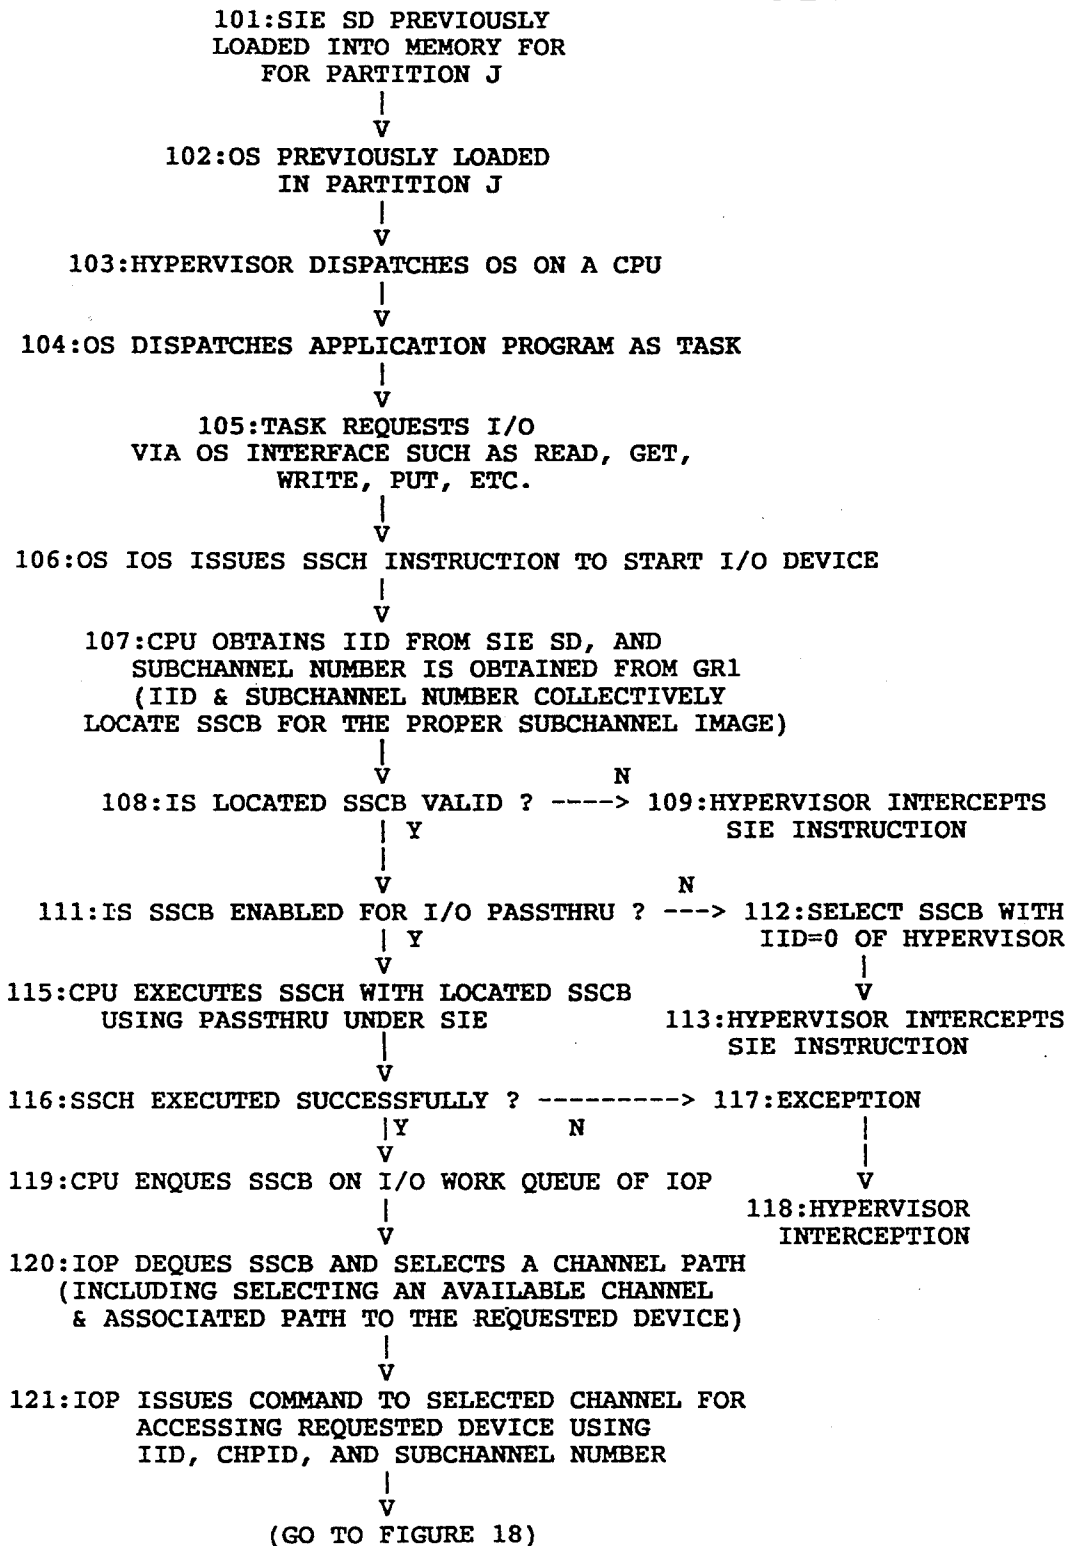 101:SIE SD PREVIOUSLY
LOADED INTO MEMORY FOR
FOR PARTITION J
|
V
102:OS PREVIOUSLY LOADED
IN PARTITION J
|
V
103:HYPERVISOR DISPATCHES OS ON A CPU
|
V
104:OS DISPATCHES APPLICATION PROGRAM AS TASK
|
V
105:TASK REQUESTS I/O
VIA OS INTERFACE SUCH AS READ, GET,
WRITE, PUT, ETC.
|
V
106:OS IOS ISSUES SSCH INSTRUCTION TO START I/O DEVICE
|
V
107:CPU OBTAINS IID FROM SIE SD, AND
SUBCHANNEL NUMBER IS OBTAINED FROM GR1
(IID & SUBCHANNEL NUMBER COLLECTIVELY
LOCATE SSCB FOR THE PROPER SUBCHANNEL IMAGE)
|
V N
108:IS LOCATED SSCB VALID ? ----> 109:HYPERVISOR INTERCEPTS
| Y SIE INSTRUCTION
|
V N
111:IS SSCB ENABLED FOR I/O PASSTHRU ? ---> 112:SELECT SSCB WITH
| Y IID=0 OF HYPERVISOR
V |
115:CPU EXECUTES SSCH WITH LOCATED SSCB V
USING PASSTHRU UNDER SIE 113:HYPERVISOR INTERCEPTS
| SIE INSTRUCTION
V
116:SSCH EXECUTED SUCCESSFULLY ? ---------> 117:EXCEPTION
|Y N |
V |
119:CPU ENQUES SSCB ON I/O WORK QUEUE OF IOP V
| 118:HYPERVISOR
V INTERCEPTION
120:IOP DEQUES SSCB AND SELECTS A CHANNEL PATH
(INCLUDING SELECTING AN AVAILABLE CHANNEL
& ASSOCIATED PATH TO THE REQUESTED DEVICE)
|
V
121:IOP ISSUES COMMAND TO SELECTED CHANNEL FOR
ACCESSING REQUESTED DEVICE USING
IID, CHPID, AND SUBCHANNEL NUMBER
|
V
(GO TO FIGURE 18)